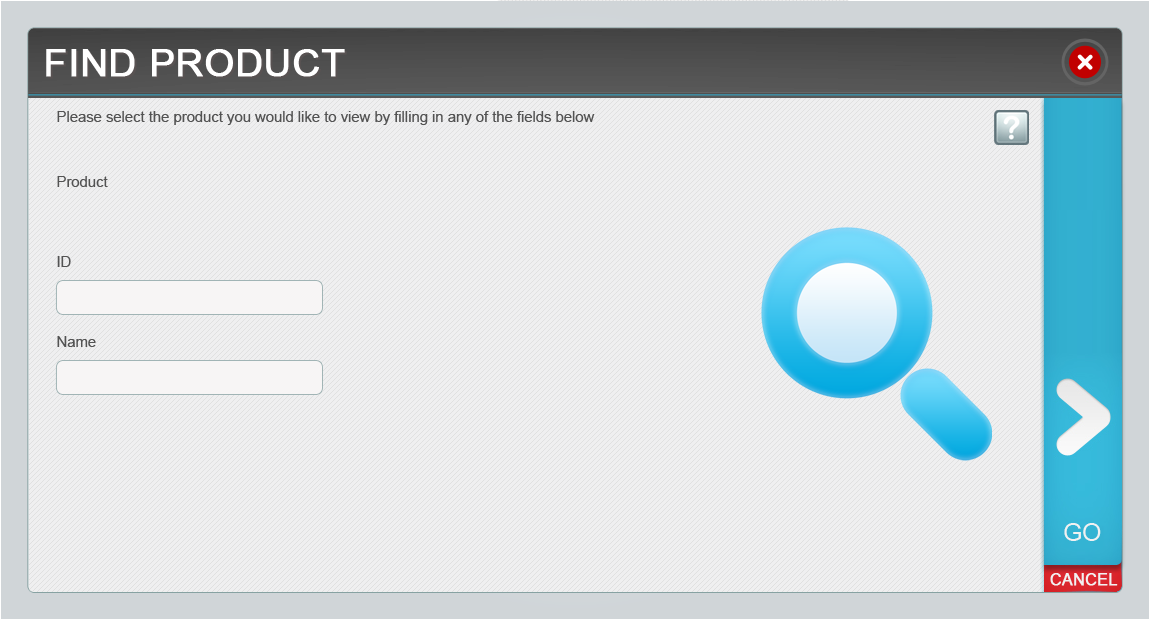 FIND PRODUCT
Please select the product you would like to view by filling in any of the fields below
?
Product
ID
Name
GO
CANCEL